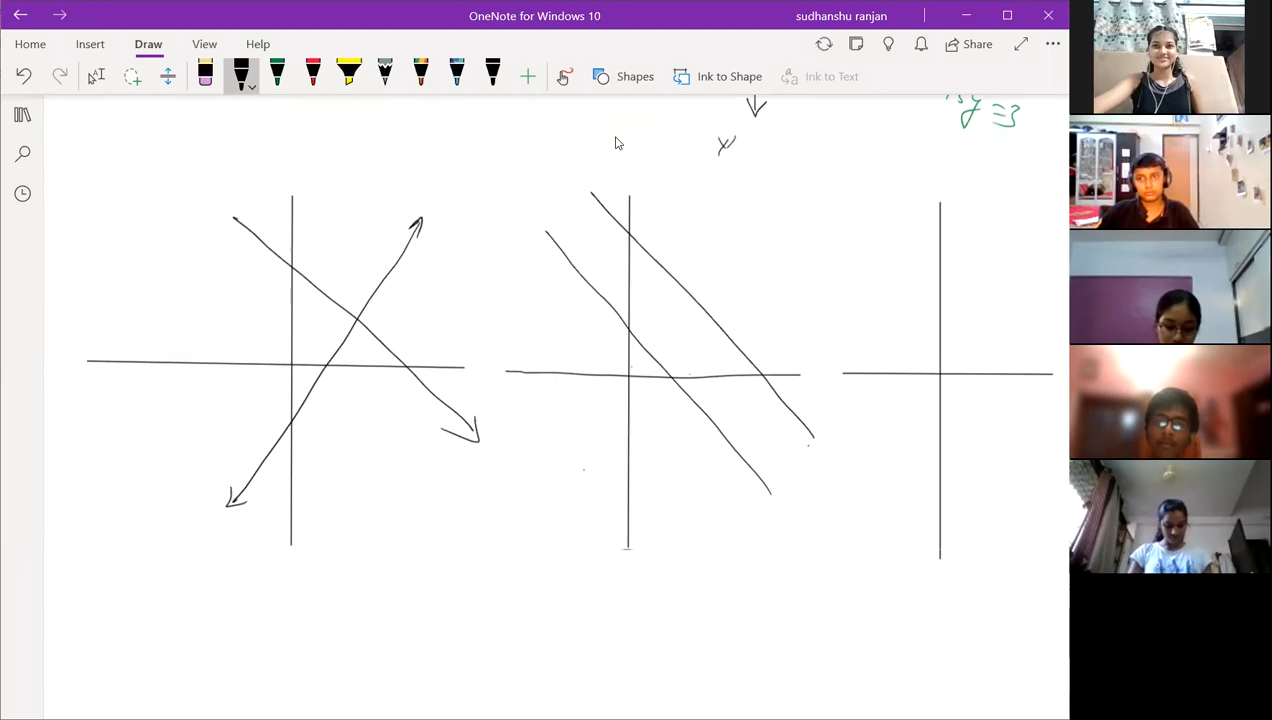 OneNote for Windows 10
sudhanshu ranjan
Home Insert Draw View Help
Share
Shapes
Ink to Shape
Ink to Text